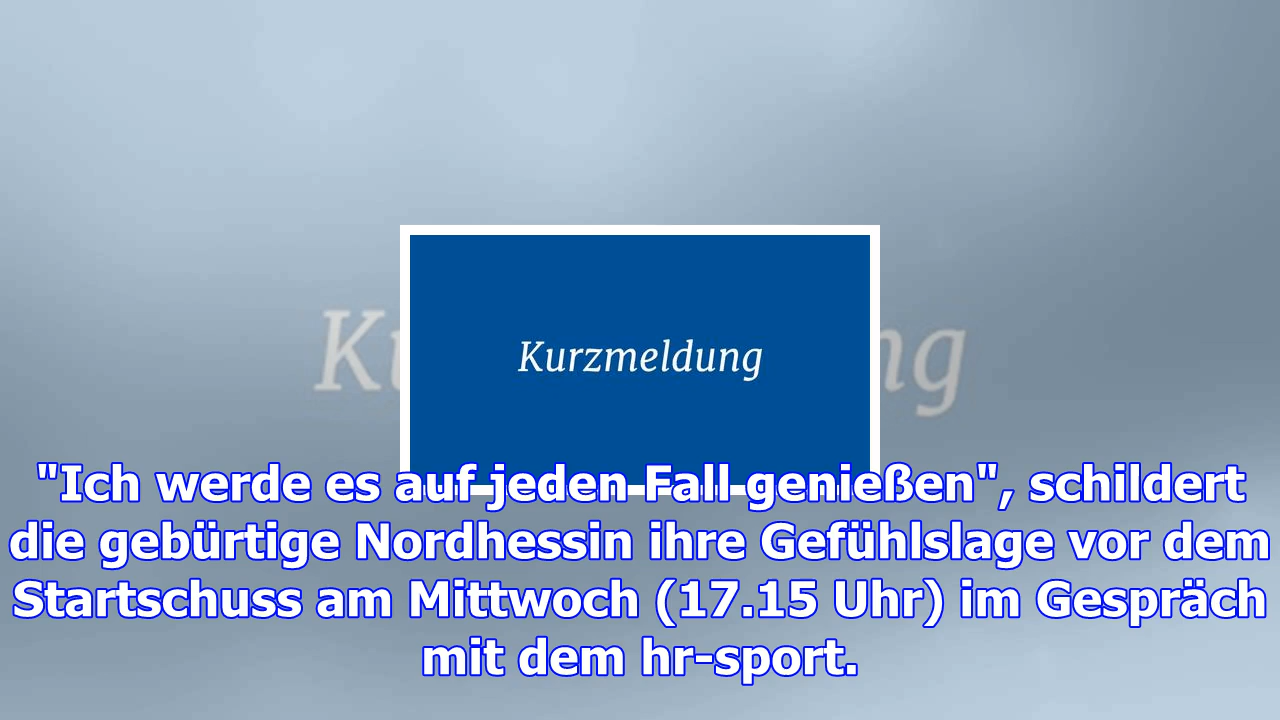 Kurzmeldung
"Ich werde es auf jeden Fall genießen", schildert
die gebürtige Nordhessin ihre Gefühlslage vor dem
Startschuss am Mittwoch (17.15 Uhr) im Gespräch
mit dem hr-sport.